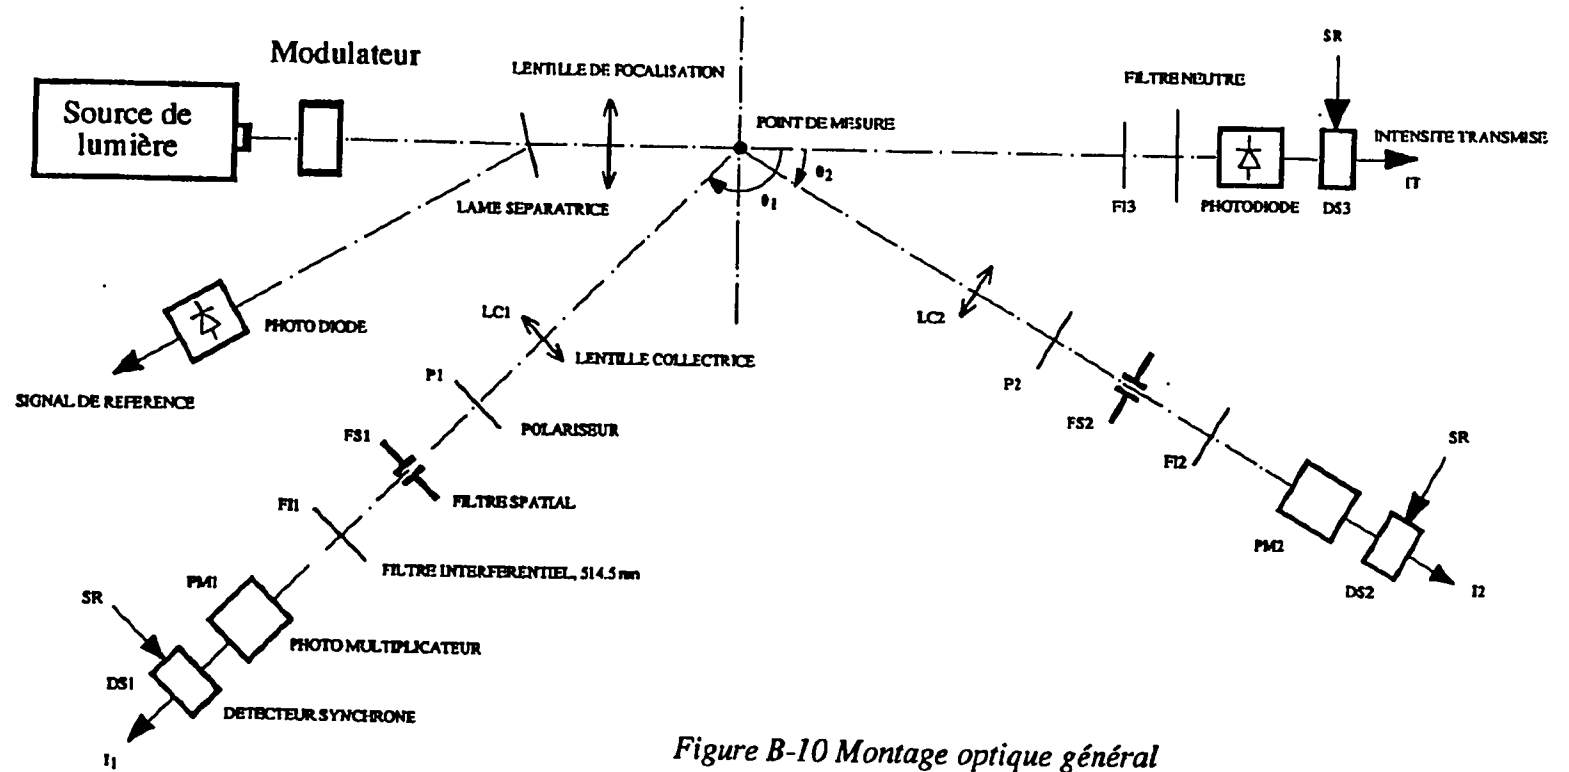 Modulateur
Source de
lumière
LENTILLE DE FOCALISATION
POINT DE MESURE
FILTRE NEUTRE
SR
INTENSITE TRANSMISE
IT
LAME SEPARATRICE
θ1
θ2
FI3
PHOTODIODE
DS3
PHOTO DIODE
SIGNAL DE REFERENCE
LC1
LENTILLE COLLECTRICE
LC2
P1
POLARISEUR
P2
FS1
FILTRE SPATIAL
FS2
FI1
FILTRE INTERFERENTIEL, 514.5 nm
FI2
SR
PM1
PHOTO MULTIPLICATEUR
PM2
SR
DS1
DETECTEUR SYNCHRONE
DS2
I2
I1
Figure B-10 Montage optique général